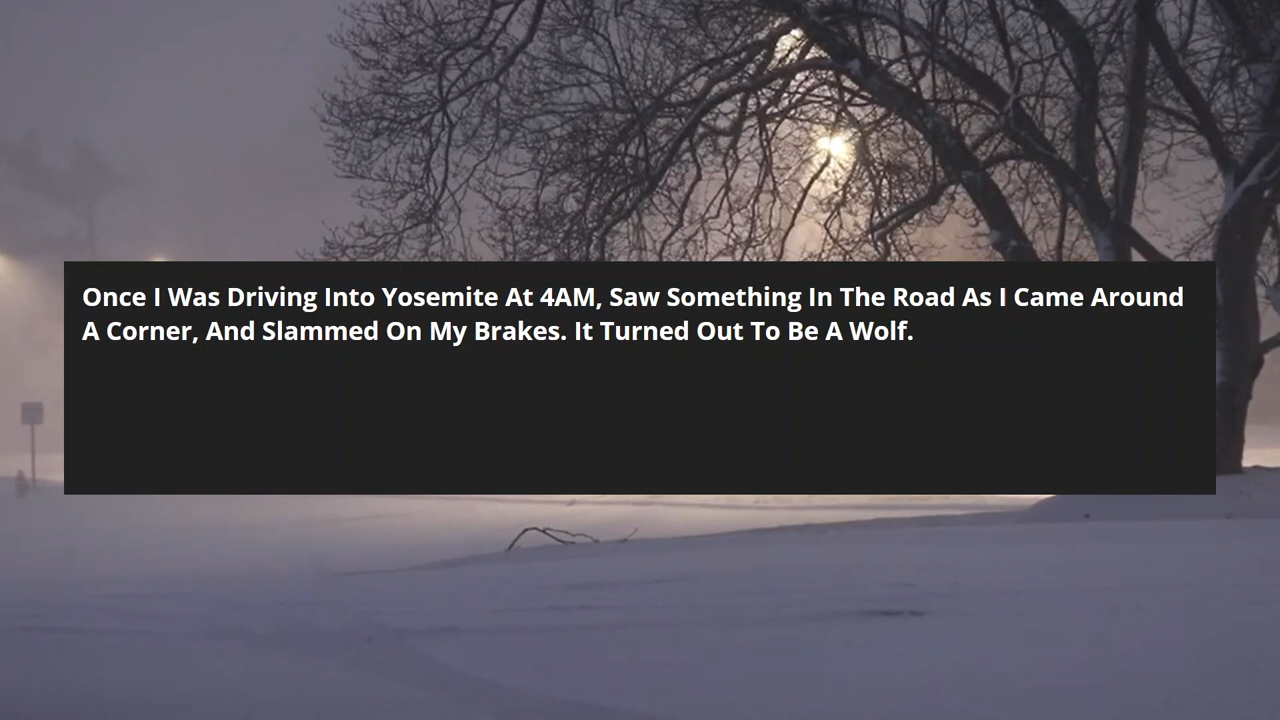 Once I Was Driving Into Yosemite At 4AM, Saw Something In The Road As I Came Around
A Corner, And Slammed On My Brakes. It Turned Out To Be A Wolf.